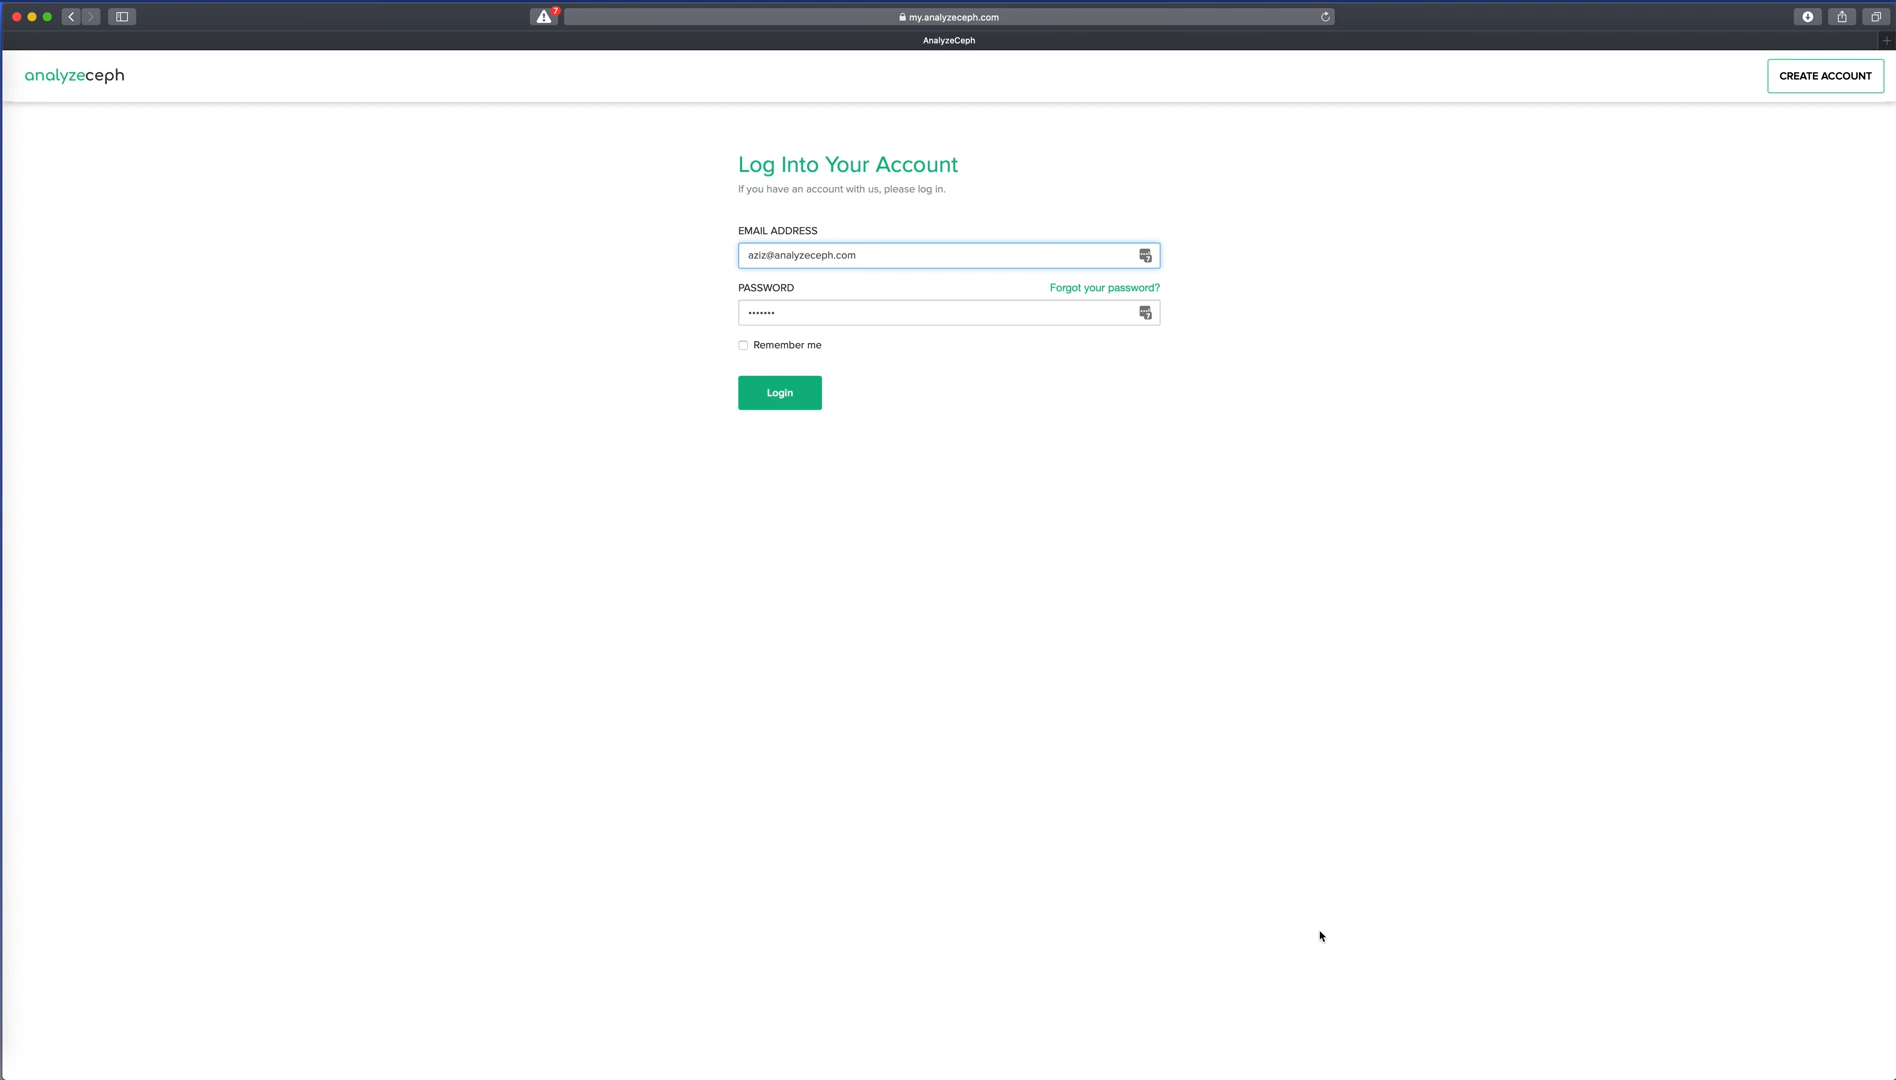 7
my.analyzeceph.com
AnalyzeCeph
analyzeceph
CREATE ACCOUNT
Log Into Your Account
If you have an account with us, please log in.
EMAIL ADDRESS
aziz@analyzeceph.com
PASSWORD
Forgot your password?
•••••••
Remember me
Login